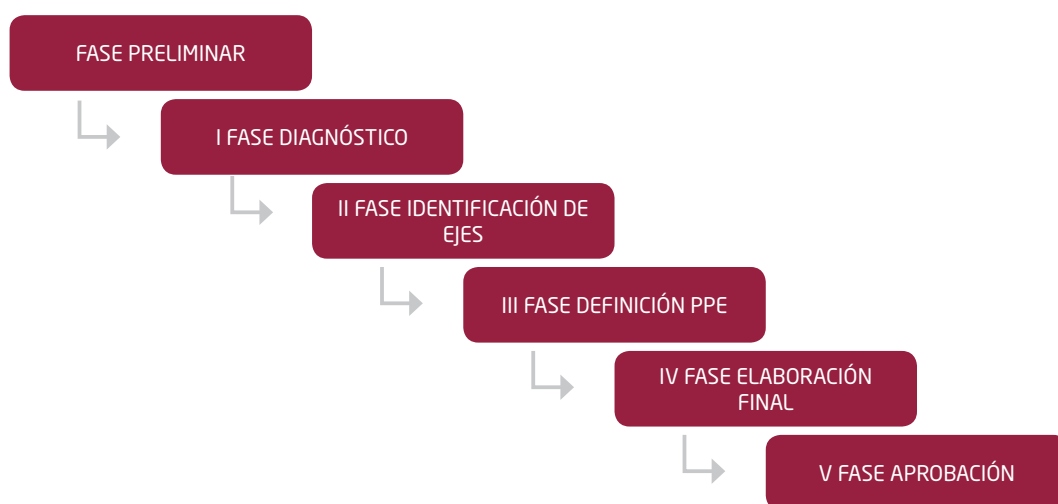 FASE PRELIMINAR
I FASE DIAGNÓSTICO
II FASE IDENTIFICACIÓN DE
EJES
III FASE DEFINICIÓN PPE
IV FASE ELABORACIÓN
FINAL
V FASE APROBACIÓN